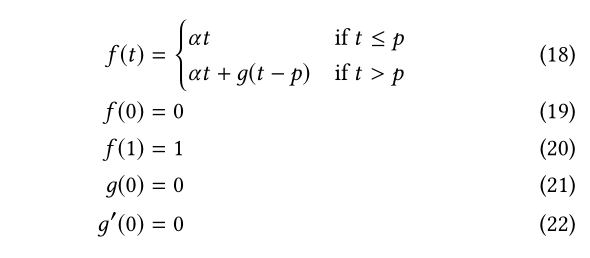 f(t) = { αt if t ≤ p
αt + g(t − p) if t > p (18)
f(0) = 0 (19)
f(1) = 1 (20)
g(0) = 0 (21)
g′(0) = 0 (22)